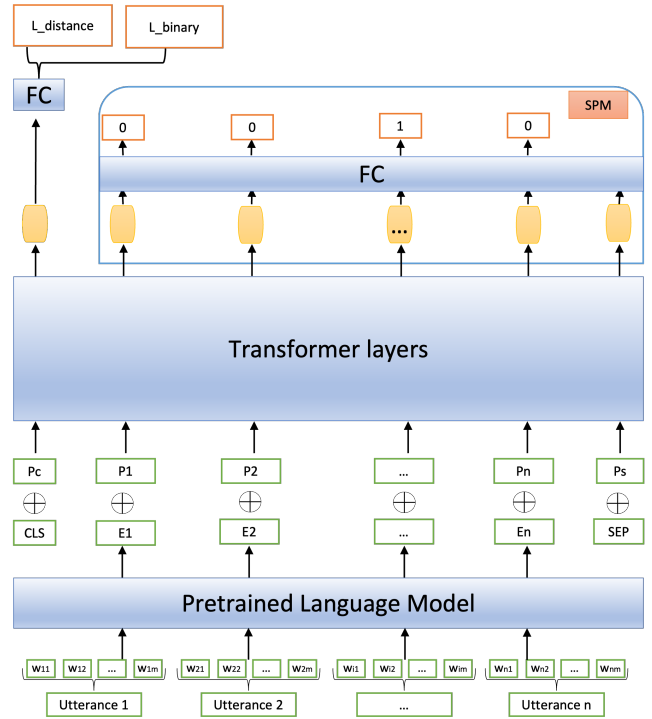 L_distance L_binary
FC
SPM
0 0 1 0
FC
...
Transformer layers
Pc P1 P2 ... Pn Ps
CLS E1 E2 ... En SEP
Pretrained Language Model
W11 W12 ... W1m W21 W22 ... W2m Wi1 Wi2 ... Wim Wn1 Wn2 ... Wnm
Utterance 1 Utterance 2 ... Utterance n